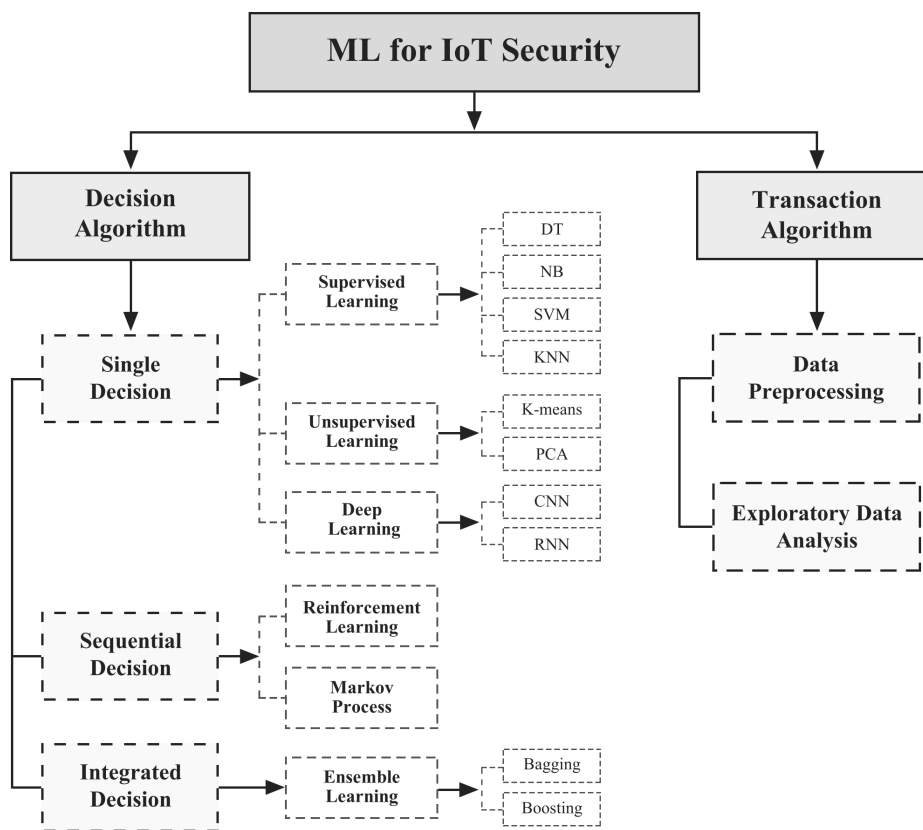 ML for IoT Security
Decision
Algorithm
Transaction
Algorithm
Single
Decision
Supervised
Learning
DT
NB
SVM
KNN
Unsupervised
Learning
K-means
PCA
Deep
Learning
CNN
RNN
Sequential
Decision
Reinforcement
Learning
Markov
Process
Integrated
Decision
Ensemble
Learning
Bagging
Boosting
Data
Preprocessing
Exploratory Data
Analysis